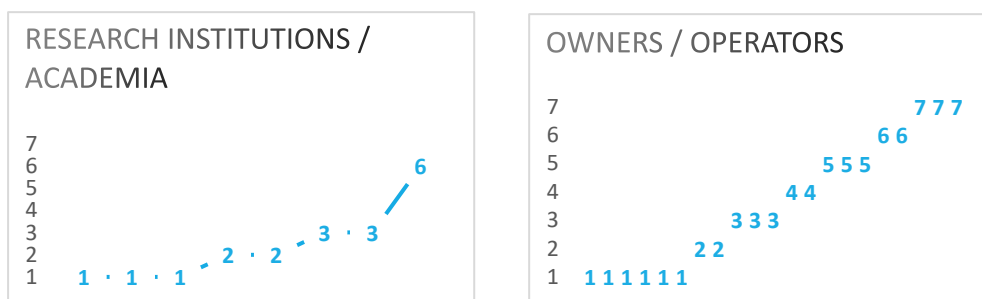 RESEARCH INSTITUTIONS /
ACADEMIA
7
6 6
5
4
3 3 3
2 2 2
1 1 1 1
OWNERS / OPERATORS
7 7 7 7
6 6 6
5 5 5 5
4 4 4
3 3 3 3
2 2 2
1 1 1 1 1 1 1